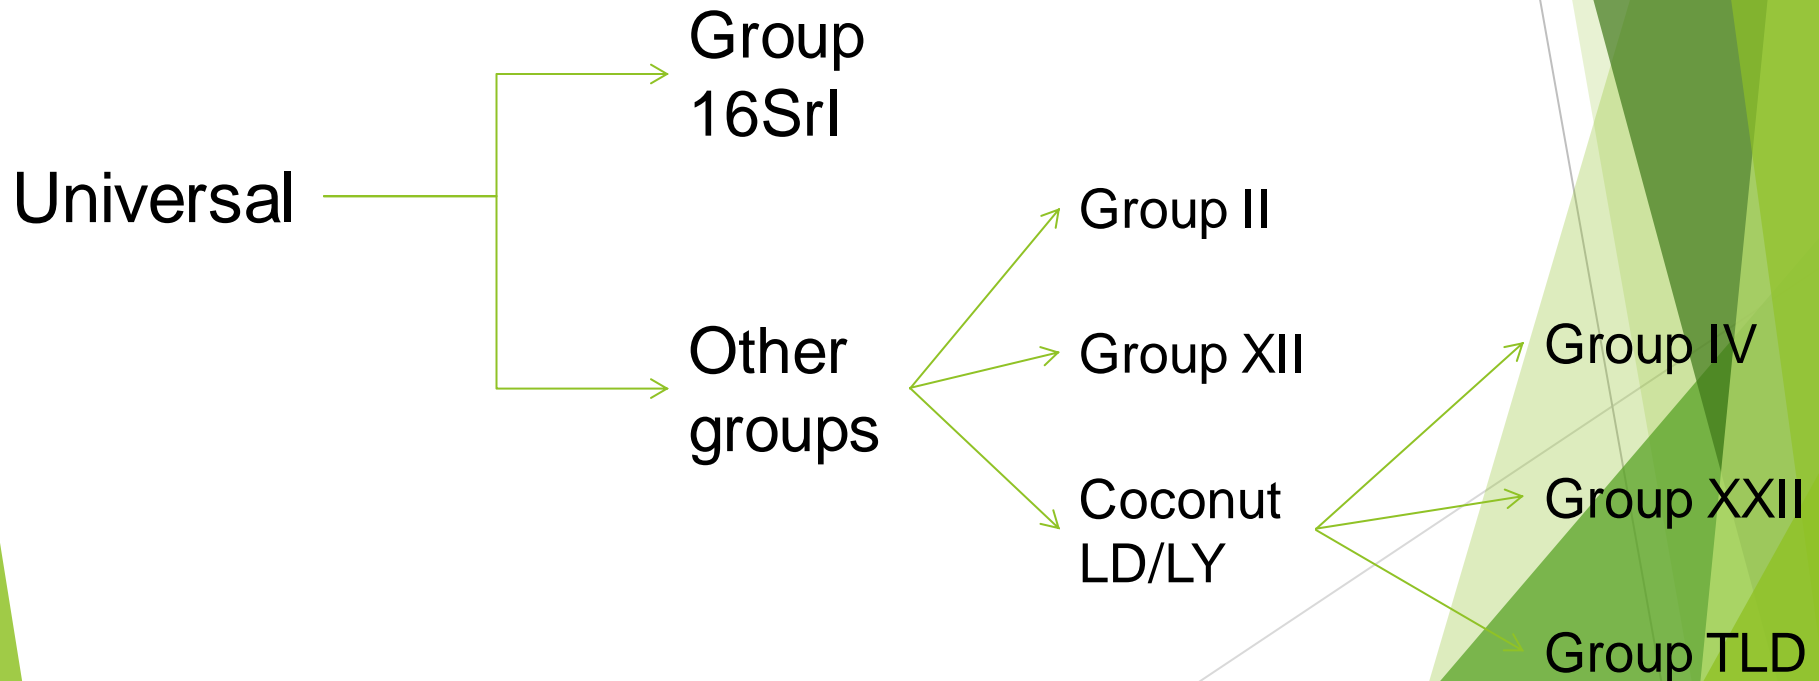 Universal
Group
16SrI
Other
groups
Group II
Group XII
Coconut
LD/LY
Group IV
Group XXII
Group TLD